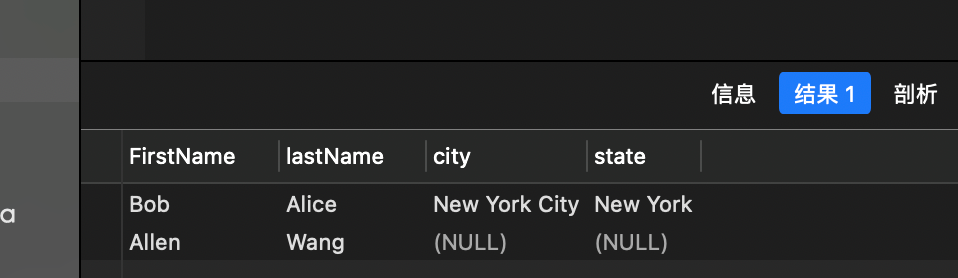 信息 结果 1 剖析
FirstName lastName city state
a
Bob Alice New York City New York
Allen Wang (NULL) (NULL)